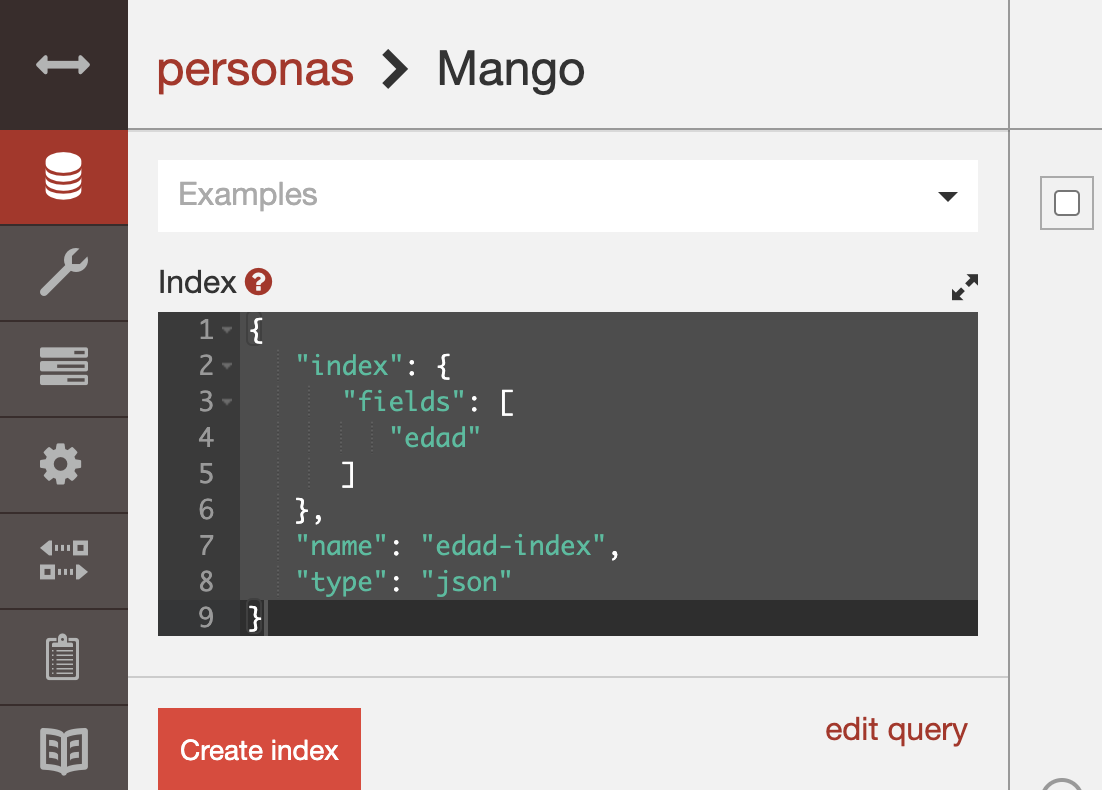 personas > Mango
Examples
Index ?
1 {
2 "index": {
3 "fields": [
4 "edad"
5 ]
6 },
7 "name": "edad-index",
8 "type": "json"
9 }
Create index
edit query